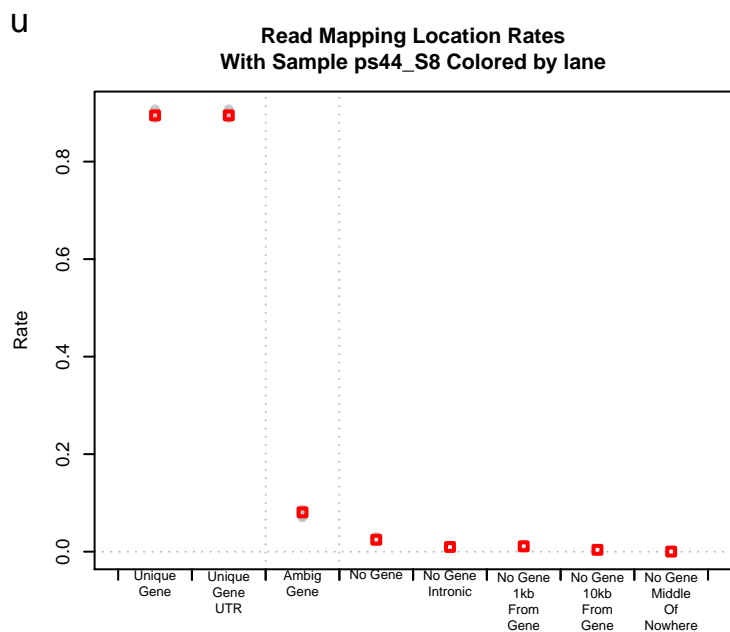 u
Read Mapping Location Rates
With Sample ps44_S8 Colored by lane
Rate
0.8
0.6
0.4
0.2
0.0
Unique
Gene
Unique
Gene
UTR
Ambig
Gene
No Gene
No Gene
Intronic
No Gene
1kb
From
Gene
No Gene
10kb
From
Gene
No Gene
Middle
Of
Nowhere